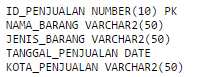 ID_PENJUALAN NUMBER(10) PK
NAMA_BARANG VARCHAR2(50)
JENIS_BARANG VARCHAR2(50)
TANGGAL_PENJUALAN DATE
KOTA_PENJUALAN VARCHAR2(50)